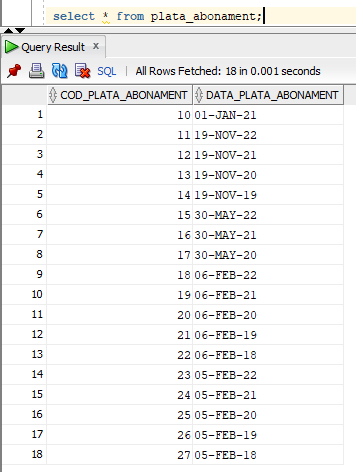 select * from plata_abonament;
Query Result x
SQL | All Rows Fetched: 18 in 0.001 seconds
COD_PLATA_ABONAMENT DATA_PLATA_ABONAMENT
1 10 01-JAN-21
2 11 19-NOV-22
3 12 19-NOV-21
4 13 19-NOV-20
5 14 19-NOV-19
6 15 30-MAY-22
7 16 30-MAY-21
8 17 30-MAY-20
9 18 06-FEB-22
10 19 06-FEB-21
11 20 06-FEB-20
12 21 06-FEB-19
13 22 06-FEB-18
14 23 05-FEB-22
15 24 05-FEB-21
16 25 05-FEB-20
17 26 05-FEB-19
18 27 05-FEB-18